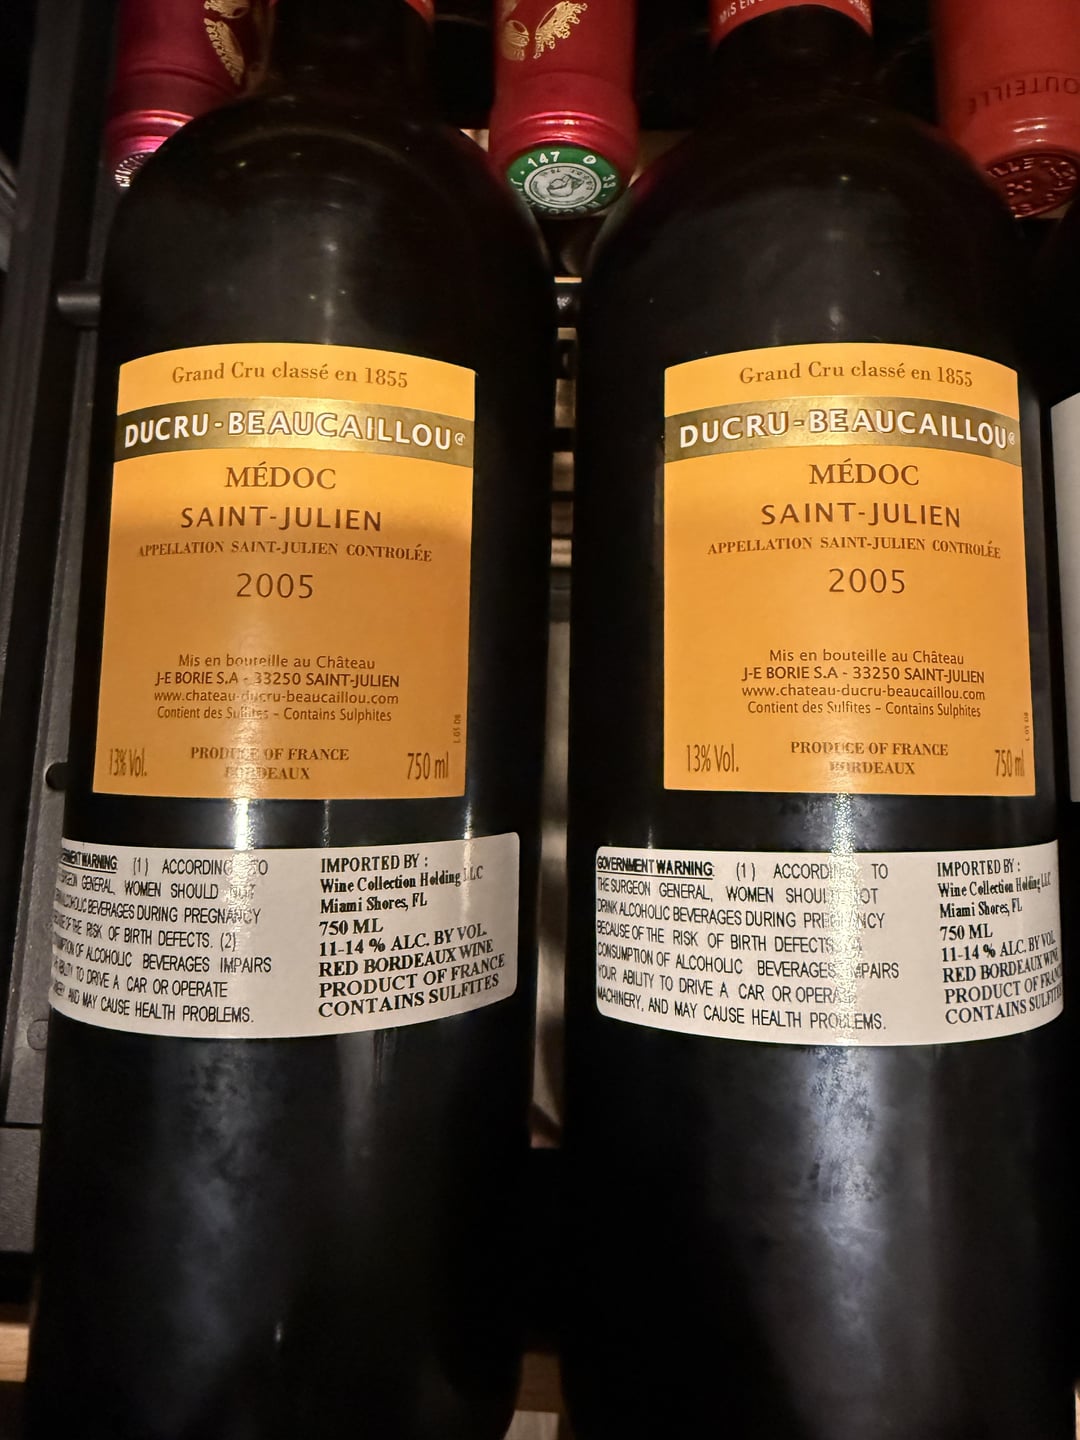 MIS EN
147 33
BOUTEILLE
Grand Cru classé en 1855
DUCRU-BEAUCAILLOU
MÉDOC
SAINT-JULIEN
APPELLATION SAINT-JULIEN CONTROLÉE
2005
Mis en bouteille au Château
J-E BORIE S.A - 33250 SAINT-JULIEN
www.chateau-ducru-beaucaillou.com
Contient des Sulfites - Contains Sulphites
13% Vol.
PRODUCE OF FRANCE
BORDEAUX
750 ml
WARNING: (1) ACCORDING TO
GENERAL, WOMEN SHOULD NOT
ALCOHOLIC BEVERAGES DURING PREGNANCY
OF THE RISK OF BIRTH DEFECTS. (2)
OF ALCOHOLIC BEVERAGES IMPAIRS
TO DRIVE A CAR OR OPERATE
AND MAY CAUSE HEALTH PROBLEMS.
IMPORTED BY :
Wine Collection Holding LLC
Miami Shores, FL
750 ML
11-14 % ALC. BY VOL.
RED BORDEAUX WINE
PRODUCT OF FRANCE
CONTAINS SULFITES
Grand Cru classé en 1855
DUCRU-BEAUCAILLOU
MÉDOC
SAINT-JULIEN
APPELLATION SAINT-JULIEN CONTROLÉE
2005
Mis en bouteille au Château
J-E BORIE S.A - 33250 SAINT-JULIEN
www.chateau-ducru-beaucaillou.com
Contient des Sulfites - Contains Sulphites
13% Vol.
PRODUCE OF FRANCE
BORDEAUX
750 ml
GOVERNMENT WARNING: (1) ACCORDING TO
THE SURGEON GENERAL, WOMEN SHOULD NOT
DRINK ALCOHOLIC BEVERAGES DURING PREGNANCY
BECAUSE OF THE RISK OF BIRTH DEFECTS.
CONSUMPTION OF ALCOHOLIC BEVERAGES IMPAIRS
YOUR ABILITY TO DRIVE A CAR OR OPERATE
MACHINERY, AND MAY CAUSE HEALTH PROBLEMS.
IMPORTED BY :
Wine Collection Holding LLC
Miami Shores, FL
750 ML
11-14 % ALC. BY VOL.
RED BORDEAUX WINE
PRODUCT OF FRANCE
CONTAINS SULFITES